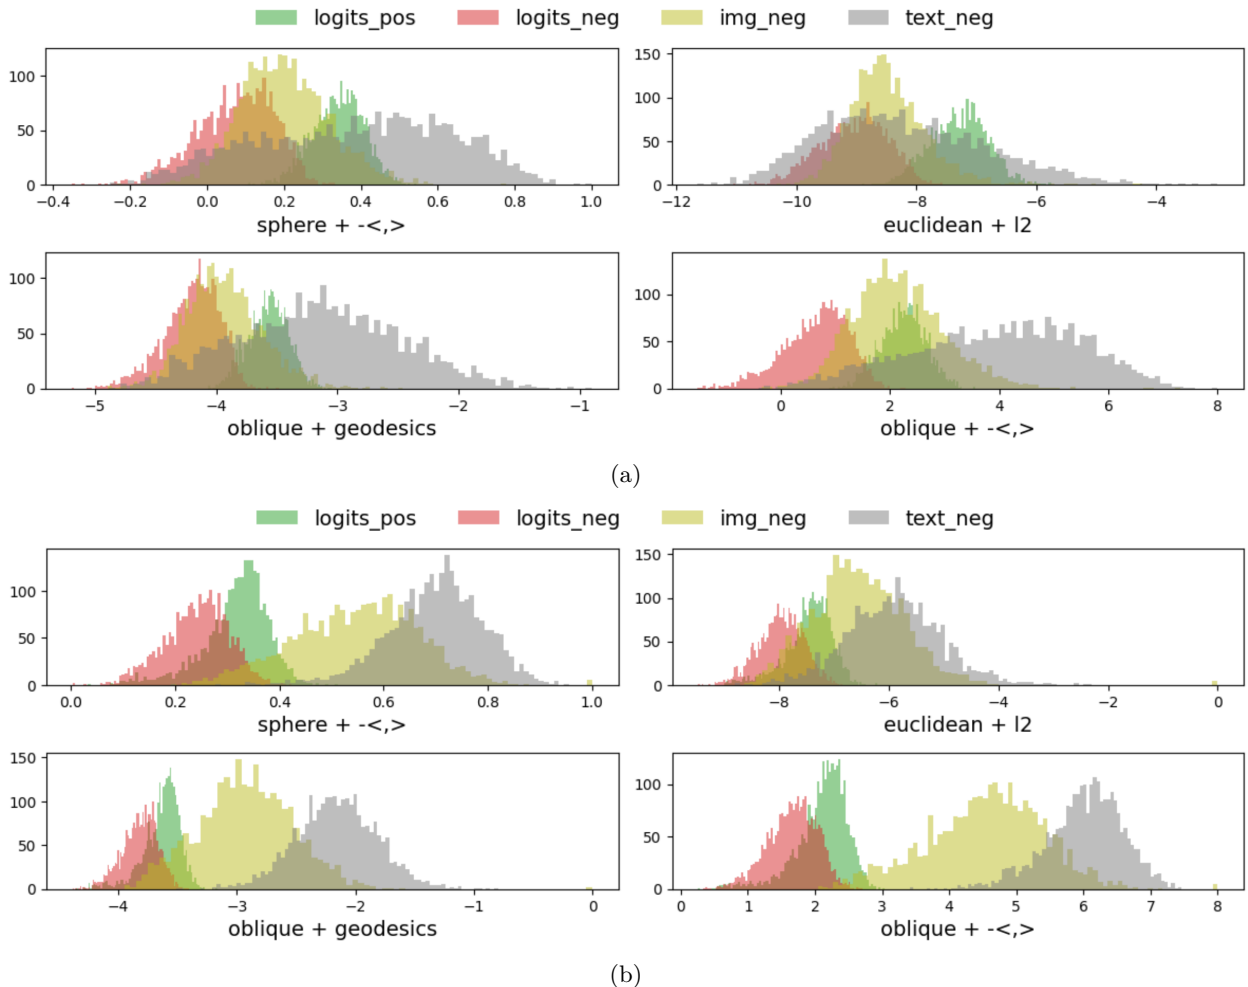 logits_pos logits_neg img_neg text_neg
100
50
0
−0.4 −0.2 0.0 0.2 0.4 0.6 0.8 1.0
sphere + -<,>
150
100
50
0
−12 −10 −8 −6 −4
euclidean + l2
100
50
0
−5 −4 −3 −2 −1
oblique + geodesics
100
50
0
0 2 4 6 8
oblique + -<,>
(a)
logits_pos logits_neg img_neg text_neg
100
50
0
0.0 0.2 0.4 0.6 0.8 1.0
sphere + -<,>
150
100
50
0
−8 −6 −4 −2 0
euclidean + l2
150
100
50
0
−4 −3 −2 −1 0
oblique + geodesics
100
50
0
0 1 2 3 4 5 6 7 8
oblique + -<,>
(b)